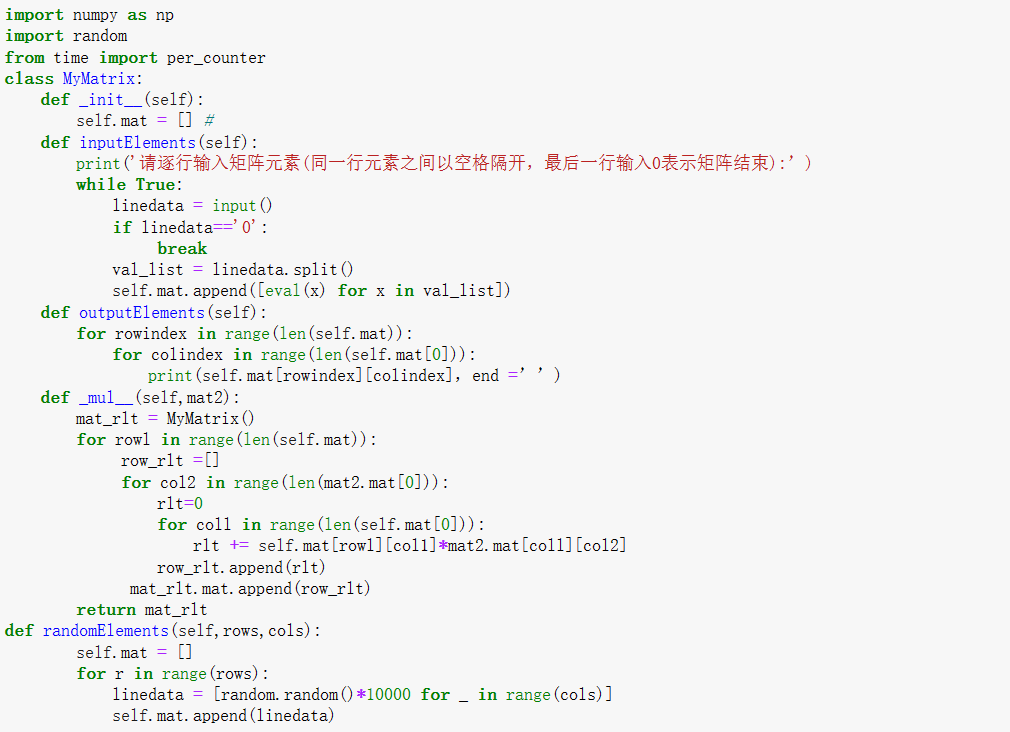 import numpy as np
import random
from time import per_counter
class MyMatrix:
    def _init__(self):
        self.mat = [] #
    def inputElements(self):
        print('请逐行输入矩阵元素(同一行元素之间以空格隔开，最后一行输入0表示矩阵结束):’)
        while True:
            linedata = input()
            if linedata=='0':
                 break
            val_list = linedata.split()
            self.mat.append([eval(x) for x in val_list])
    def outputElements(self):
        for rowindex in range(len(self.mat)):
            for colindex in range(len(self.mat[0])):
                print(self.mat[rowindex][colindex], end =' ’)
    def _mul__(self,mat2):
        mat_rlt = MyMatrix()
        for rowl in range(len(self.mat)):
             row_rlt =[]
             for col2 in range(len(mat2.mat[0])):
                 rlt=0
                 for coll in range(len(self.mat[0])):
                     rlt += self.mat[rowl][col1]*mat2.mat[coll][col2]
                 row_rlt.append(rlt)
              mat_rlt.mat.append(row_rlt)
        return mat_rlt
def randomElements(self,rows,cols):
        self.mat = []
        for r in range(rows):
            linedata = [random.random()*10000 for _ in range(cols)]
            self.mat.append(linedata)